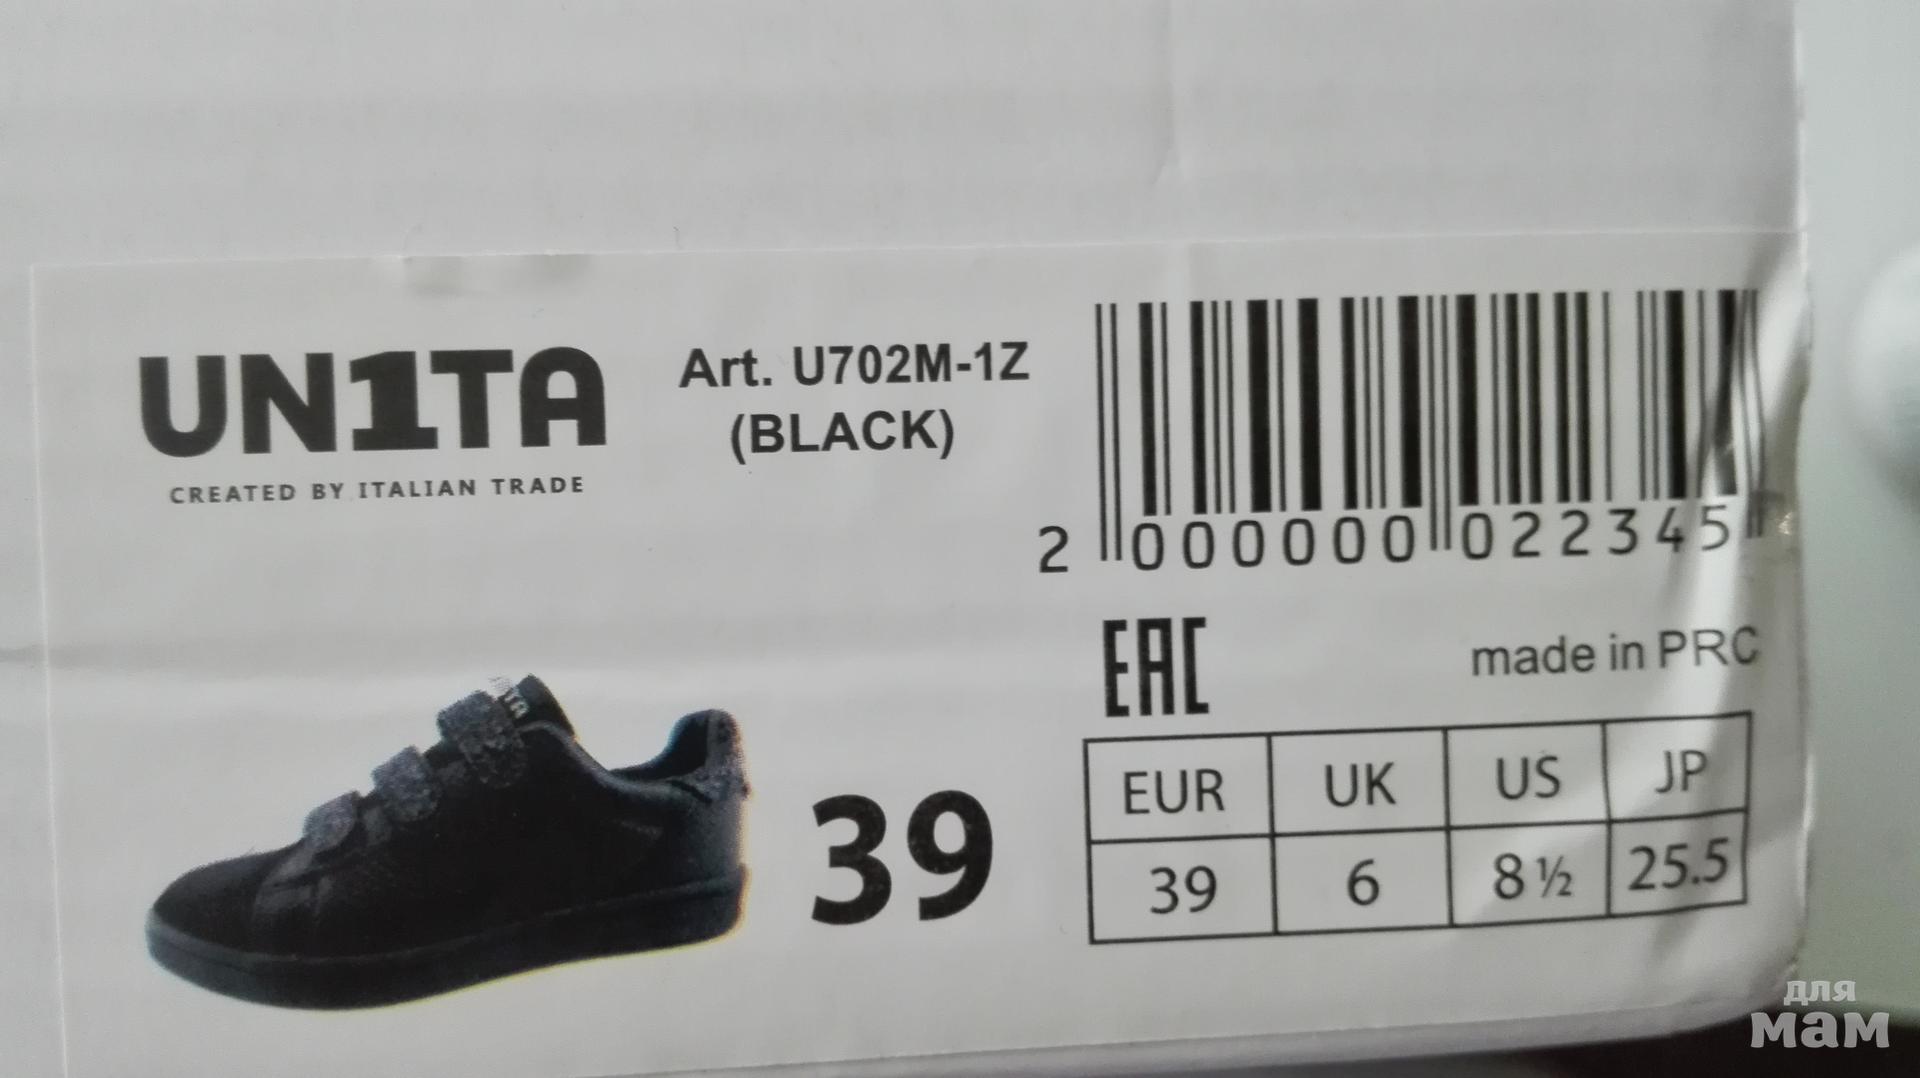 UN1TA
CREATED BY ITALIAN TRADE
Art. U702M-1Z
(BLACK)
2 000000 022345
EAC
made in PRC
39
EUR UK US JP
39 6 8 ½ 25.5
для
мам